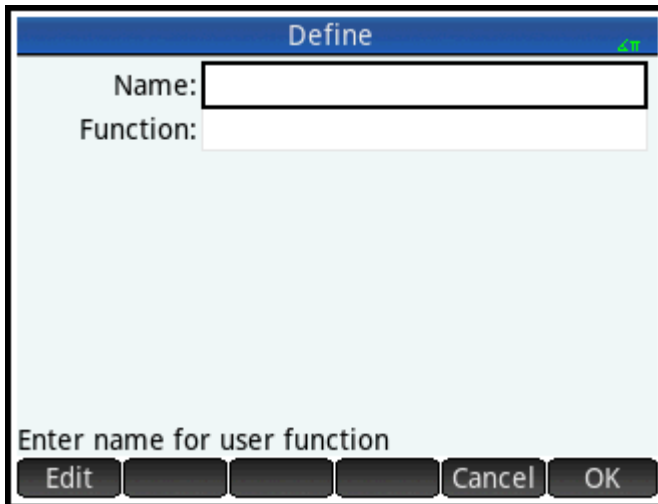 Define
∡π
Name:
Function:
Enter name for user function
Edit Cancel OK